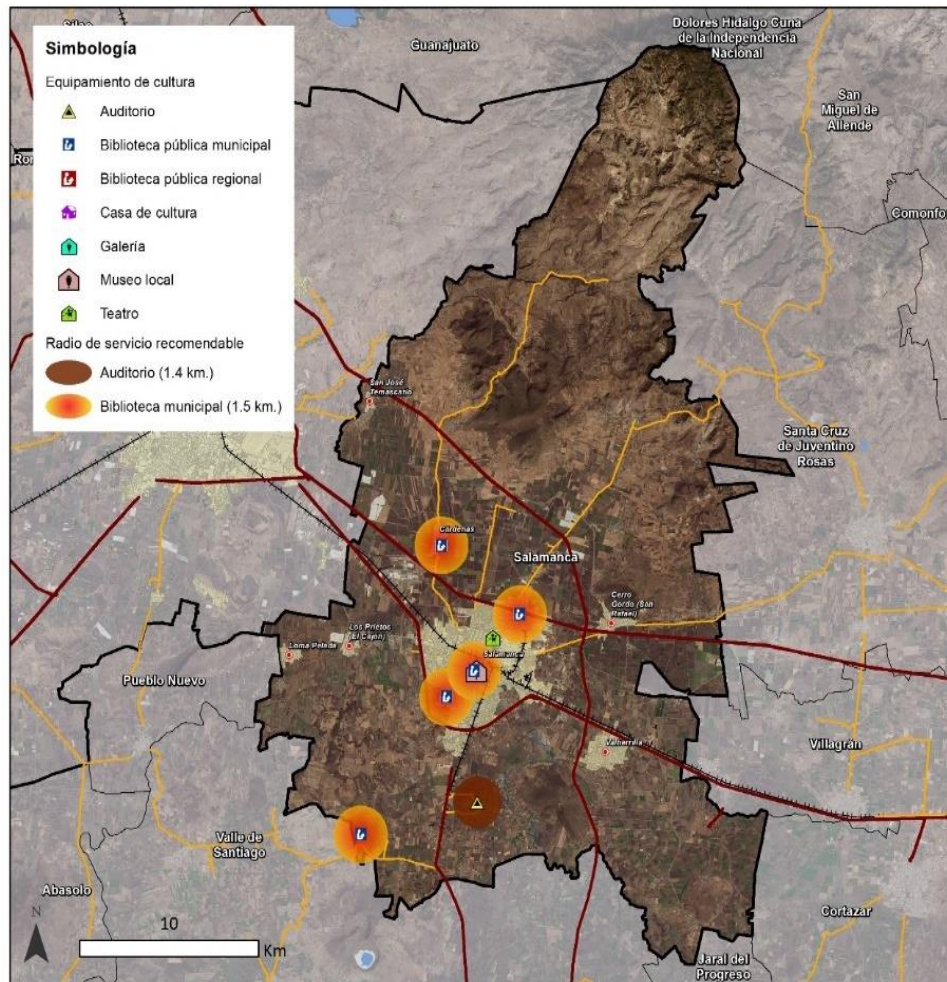 Silao
Guanajuato
Dolores Hidalgo Cuna
de la Independencia
Nacional
San
Miguel de
Allende
Comonfo
Simbología
Equipamiento de cultura
Auditorio
Biblioteca pública municipal
Biblioteca pública regional
Casa de cultura
Galería
Museo local
Teatro
Radio de servicio recomendable
Auditorio (1.4 km.)
Biblioteca municipal (1.5 km.)
San José
Temascatío
Santa Cruz
de Juventino
Rosas
Cárdenas
Salamanca
Cerro
Gordo (San
Rafael)
Los Prietos
(El Cajón)
Loma Pelada
Salamanca
Pueblo Nuevo
Villagrán
Valtierrilla
Valle de
Santiago
Abasolo
Cortazar
Jaral del
Progreso
N
10
Km